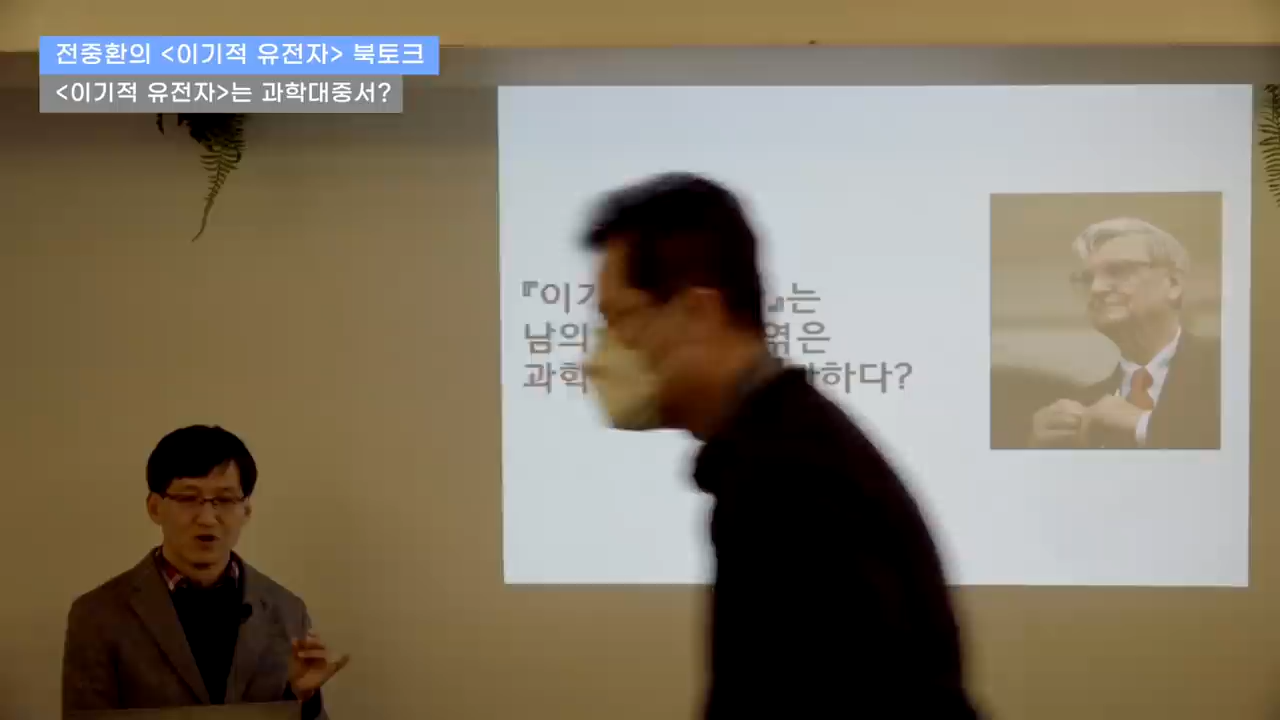 전중환의 <이기적 유전자> 북토크
<이기적 유전자>는 과학대중서?
『이기 』는
남의 엮은
과학 하다?